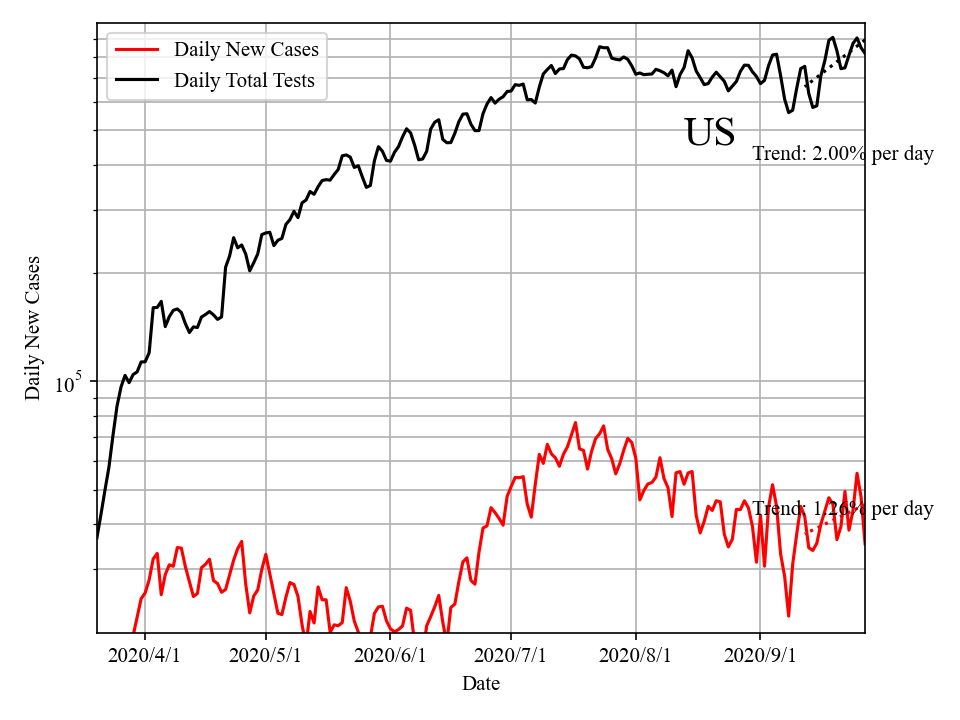 Daily New Cases
Daily Total Tests
US
Trend: 2.00% per day
Daily New Cases
10^5
Trend: 1.26% per day
2020/4/1 2020/5/1 2020/6/1 2020/7/1 2020/8/1 2020/9/1
Date